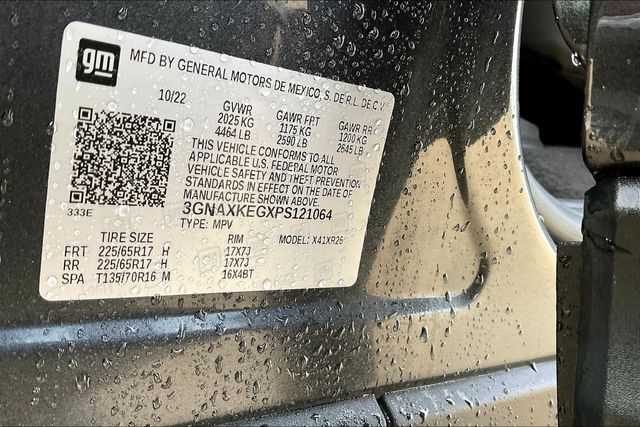 gm
MFD BY GENERAL MOTORS DE MEXICO, S. DE R.L. DE C.V
10/22
GVWR GAWR FPT GAWR RR
2025 KG 1175 KG 1200 KG
4464 LB 2590 LB 2645 LB
THIS VEHICLE CONFORMS TO ALL
APPLICABLE U.S. FEDERAL MOTOR
VEHICLE SAFETY AND THEFT PREVENTION
STANDARDS IN EFFECT ON THE DATE OF
MANUFACTURE SHOWN ABOVE.
333E
3GNAXKEGXPS121064
TYPE: MPV
TIRE SIZE RIM MODEL: X41XR26
FRT 225/65R17 H 17X7J
RR 225/65R17 H 17X7J
SPA T135/70R16 M 16X4BT